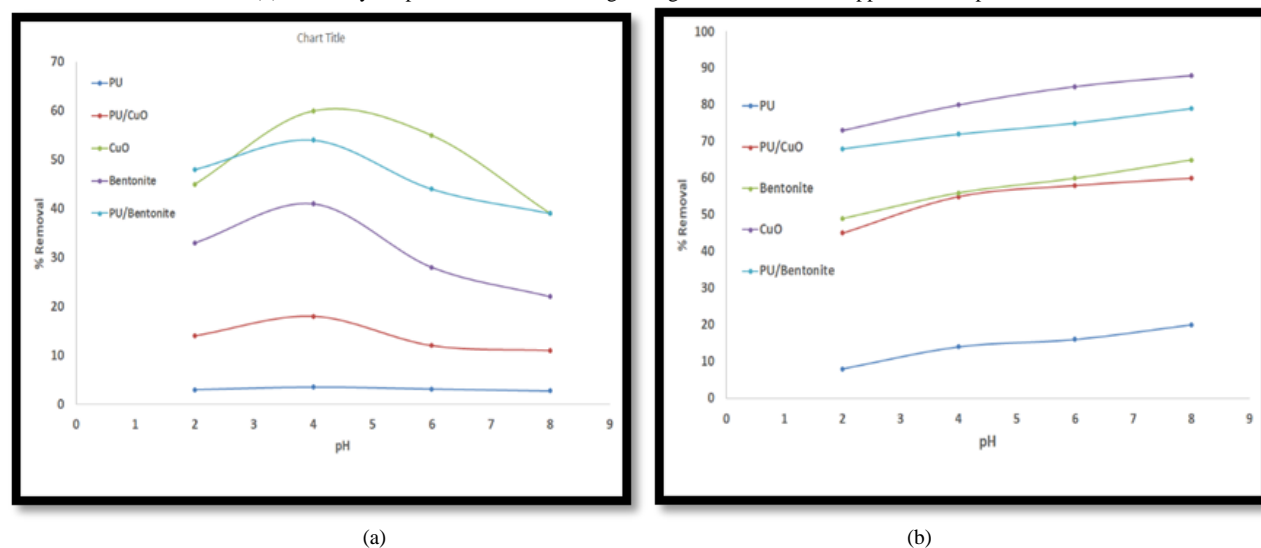 Chart Title
70
60
50
40
30
20
10
0
% Removal
PU
PU/CuO
CuO
Bentonite
PU/Bentonite
0 1 2 3 4 5 6 7 8 9
pH
(a)
100
90
80
70
60
50
40
30
20
10
0
% Removal
PU
PU/CuO
Bentonite
CuO
PU/Bentonite
0 1 2 3 4 5 6 7 8 9
pH
(b)